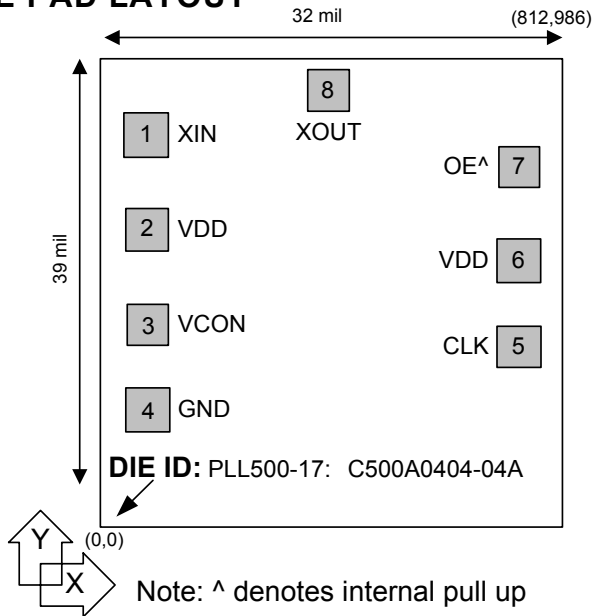 PAD LAYOUT
32 mil
(812,986)
8
XOUT
1 XIN
OE^ 7
2 VDD
VDD 6
39 mil
3 VCON
CLK 5
4 GND
DIE ID: PLL500-17: C500A0404-04A
Y
(0,0)
X
Note: ^ denotes internal pull up